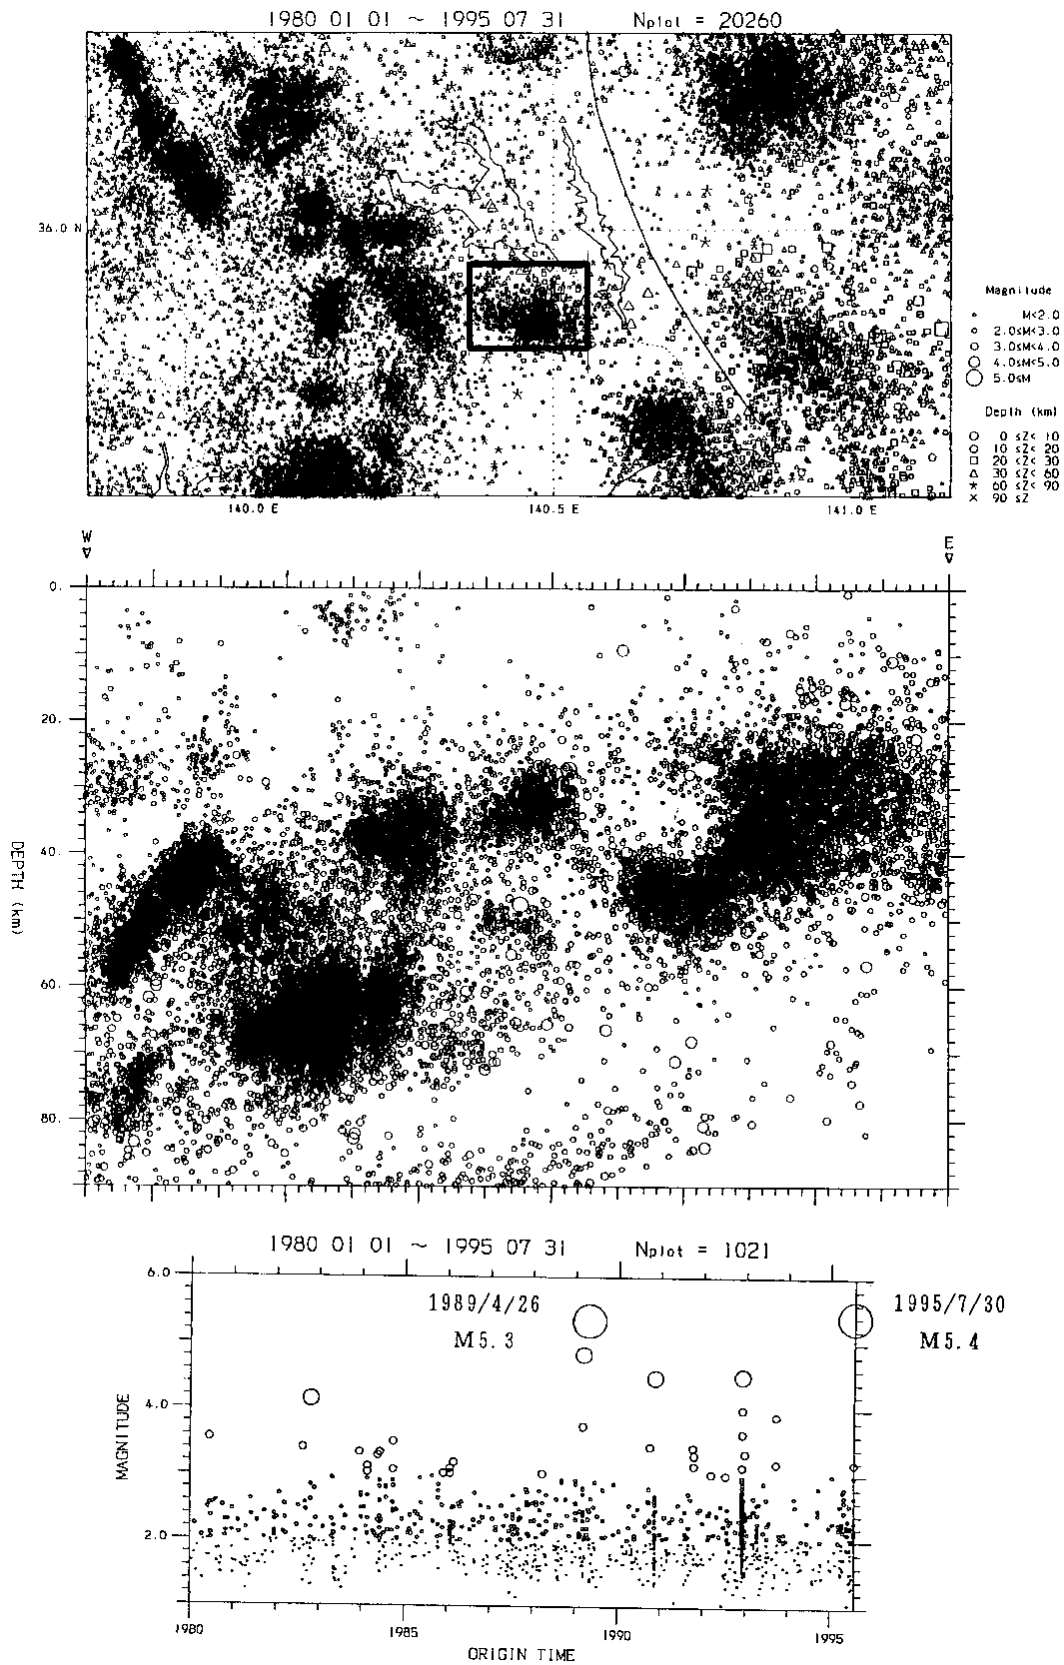 1980 01 01 ~ 1995 07 31 Nplot = 20260
36.0 N
140.0 E 140.5 E 141.0 E
Magnitude
M<2.0
2.0≤M<3.0
3.0≤M<4.0
4.0≤M<5.0
5.0≤M
Depth (km)
0 ≤Z< 10
10 ≤Z< 20
20 ≤Z< 30
30 ≤Z< 60
60 ≤Z< 90
90 ≤Z
W E
0.
20.
40.
60.
80.
DEPTH (km)
1980 01 01 ~ 1995 07 31 Nplot = 1021
6.0
4.0
2.0
MAGNITUDE
1989/4/26
M5.3
1995/7/30
M5.4
1980 1985 1990 1995
ORIGIN TIME